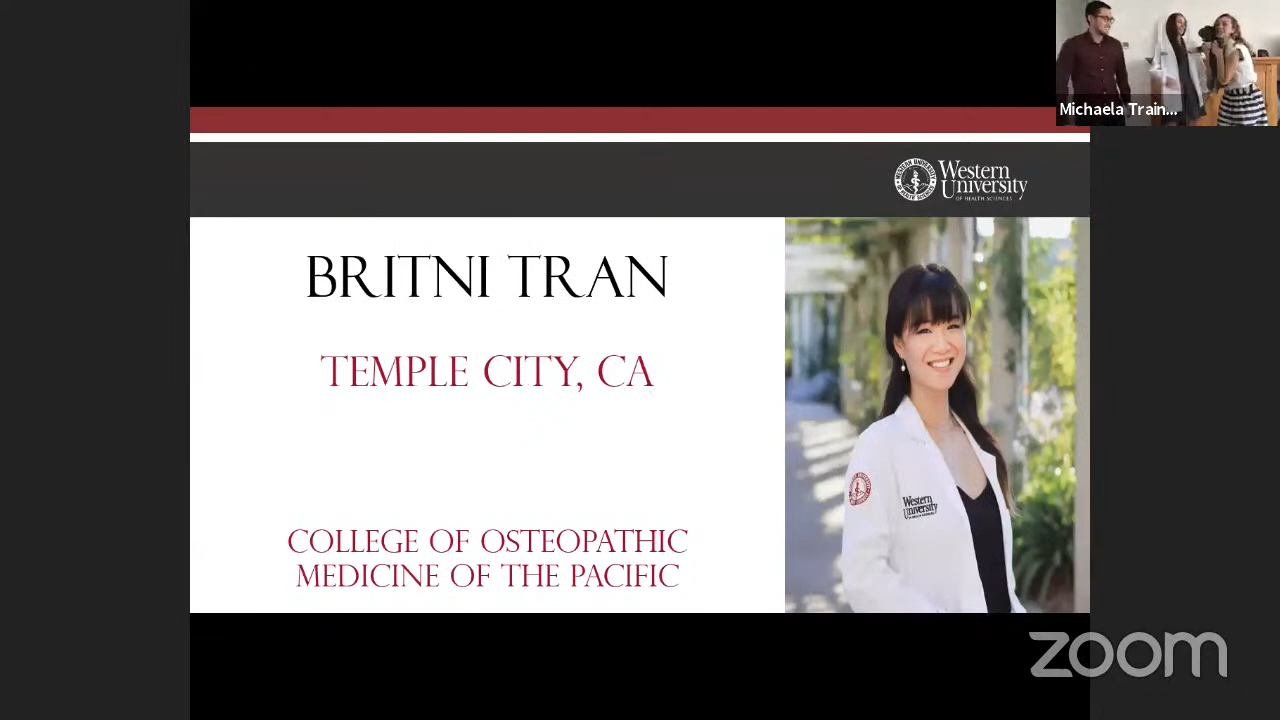 Michaela Train...
Western
University
OF HEALTH SCIENCES
BRITNI TRAN
TEMPLE CITY, CA
Western
University
COLLEGE OF OSTEOPATHIC
MEDICINE OF THE PACIFIC
zoom